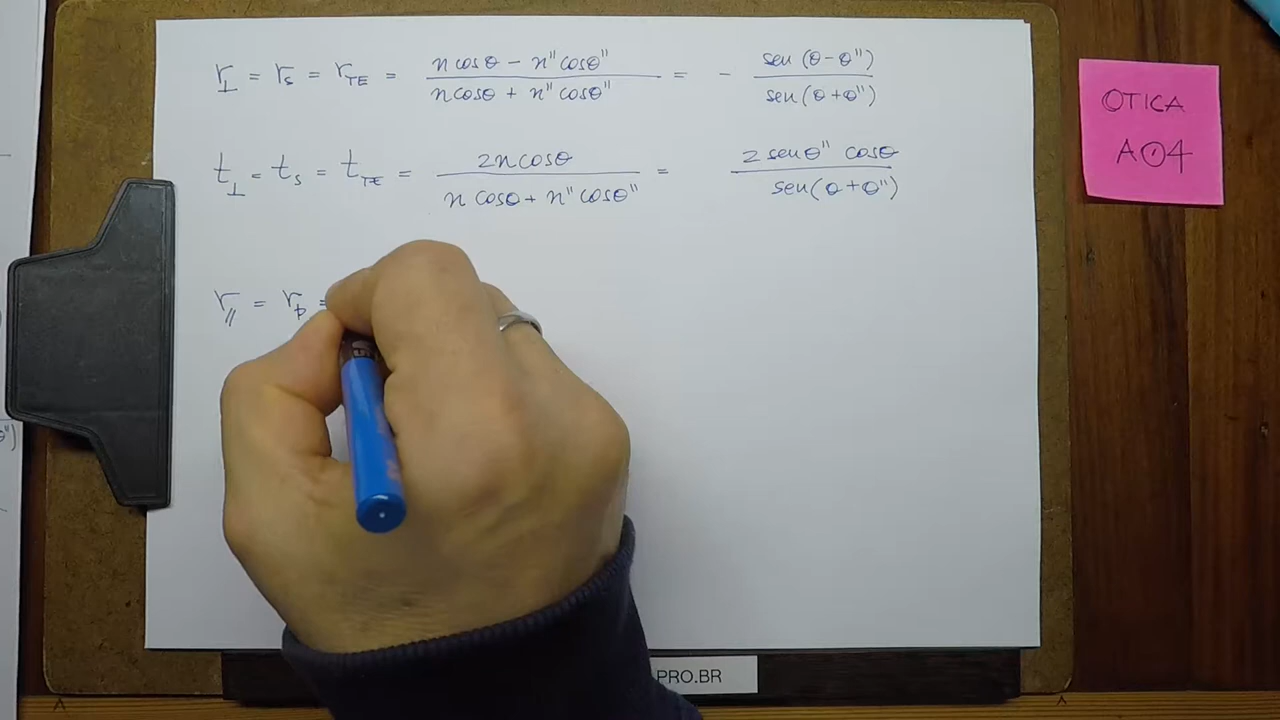 r⊥ = rs = rTE = (n cosθ − n'' cosθ'') / (n cosθ + n'' cosθ'') = − sen(θ−θ'') / sen(θ+θ'')
t⊥ = ts = tTE = 2n cosθ / (n cosθ + n'' cosθ'') = 2 senθ'' cosθ / sen(θ+θ'')
r// = rp =
OTICA
A04
PRO.BR